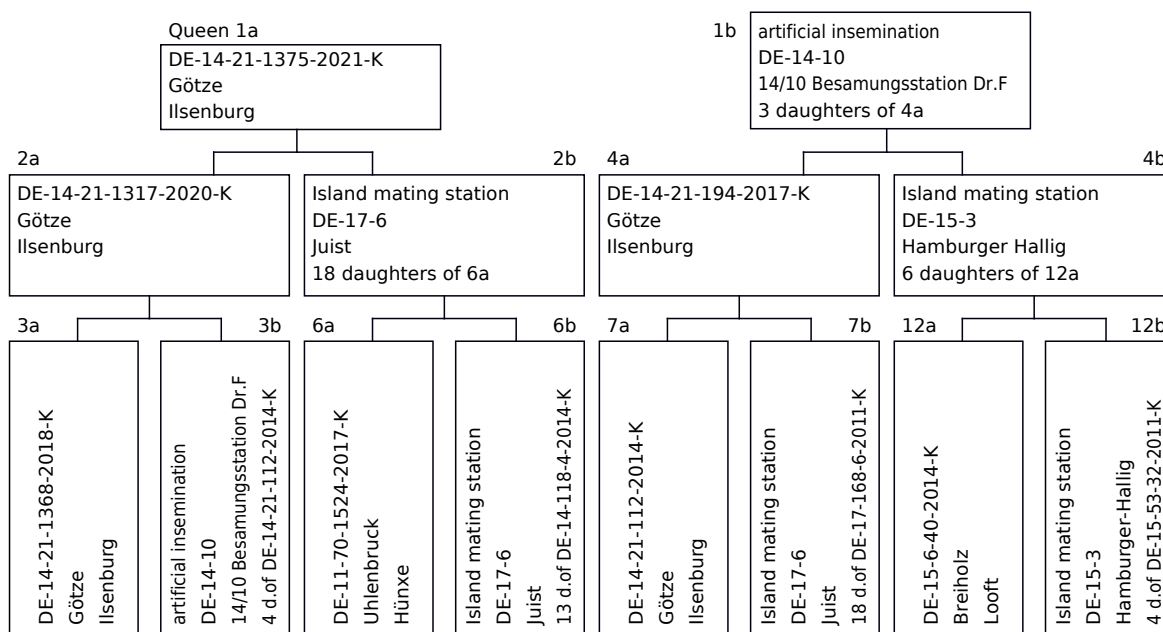 Queen 1a
DE-14-21-1375-2021-K
Götze
Ilsenburg
1b
artificial insemination
DE-14-10
14/10 Besamungsstation Dr.F
3 daughters of 4a
2a
DE-14-21-1317-2020-K
Götze
Ilsenburg
2b
Island mating station
DE-17-6
Juist
18 daughters of 6a
4a
DE-14-21-194-2017-K
Götze
Ilsenburg
4b
Island mating station
DE-15-3
Hamburger Hallig
6 daughters of 12a
3a
DE-14-21-1368-2018-K
Götze
Ilsenburg
3b
artificial insemination
DE-14-10
14/10 Besamungsstation Dr.F
4 d.of DE-14-21-112-2014-K
6a
DE-11-70-1524-2017-K
Uhlenbruck
Hünxe
6b
Island mating station
DE-17-6
Juist
13 d.of DE-14-118-4-2014-K
7a
DE-14-21-112-2014-K
Götze
Ilsenburg
7b
Island mating station
DE-17-6
Juist
18 d.of DE-17-168-6-2011-K
12a
DE-15-6-40-2014-K
Breiholz
Looft
12b
Island mating station
DE-15-3
Hamburger-Hallig
4 d.of DE-15-53-32-2011-K